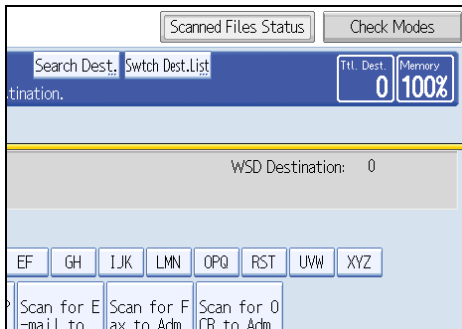 Scanned Files Status Check Modes
Search Dest. Swtch Dest.List Ttl. Dest. Memory
tination. 0 100%
WSD Destination: 0
EF GH IJK LMN OPQ RST UVW XYZ
P Scan for E Scan for F Scan for O
-mail to ax to Adm CR to Adm